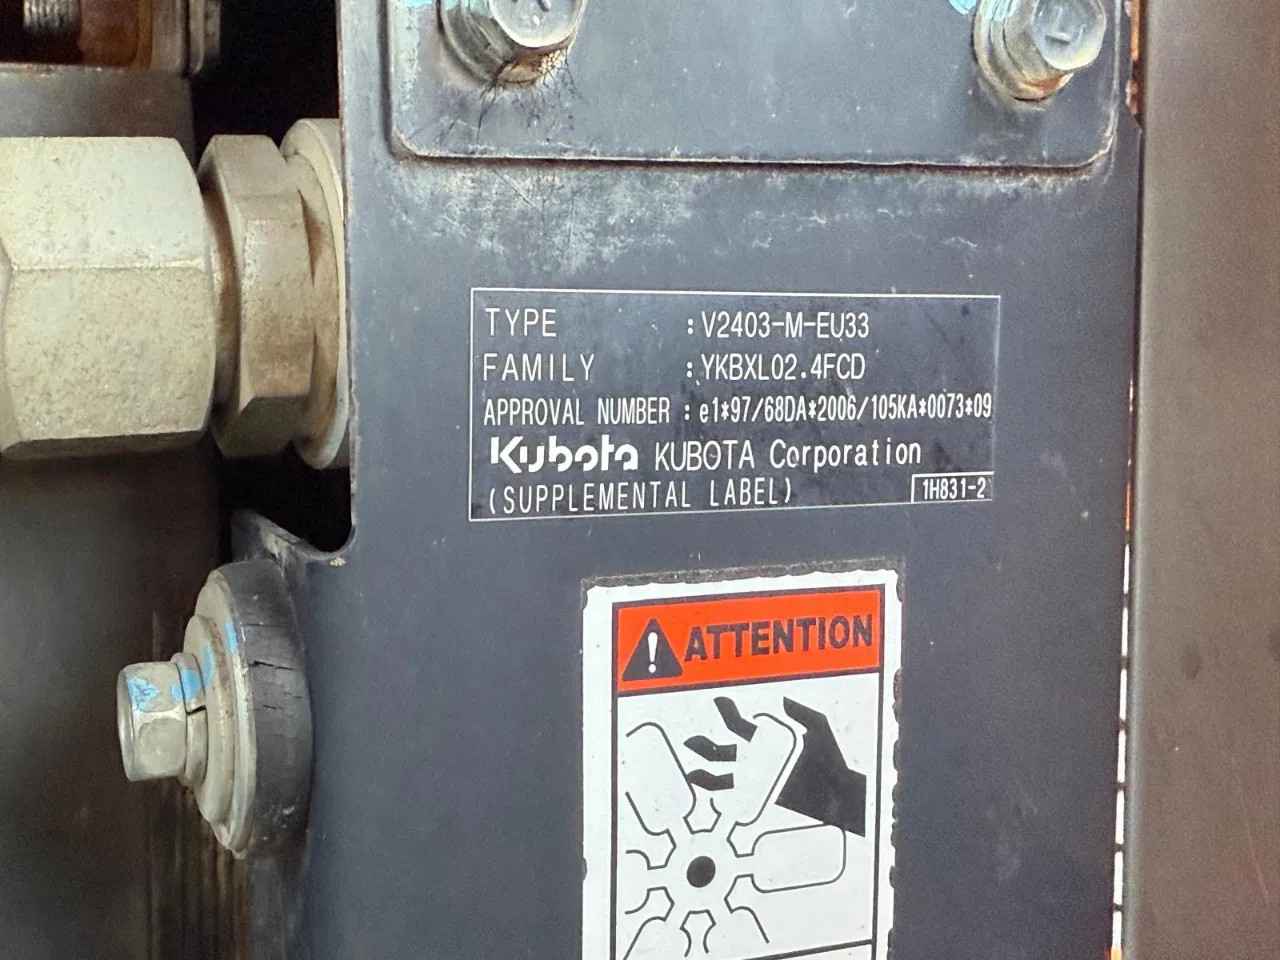 TYPE :V2403-M-EU33
FAMILY :YKBXL02.4FCD
APPROVAL NUMBER :e1*97/68DA*2006/105KA*0073*09
Kubota KUBOTA Corporation
(SUPPLEMENTAL LABEL) 1H831-2
ATTENTION